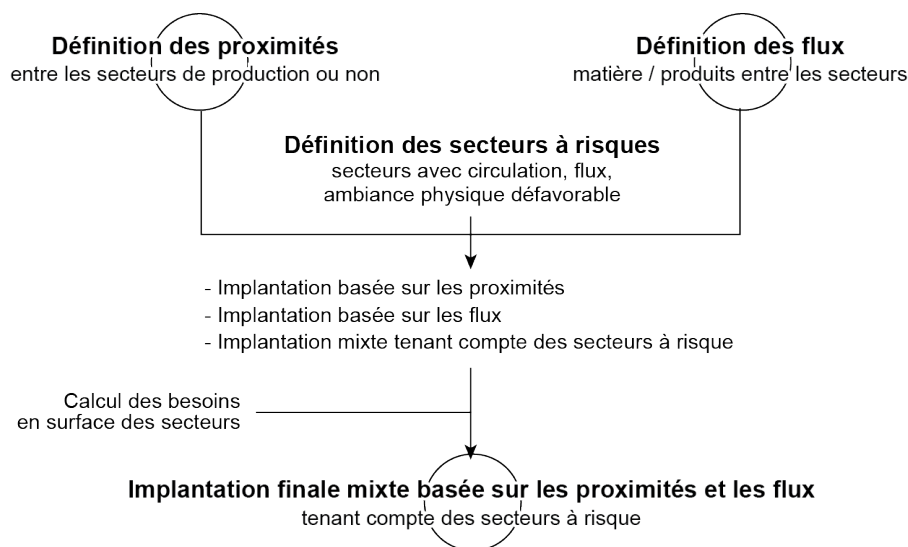 Définition des proximités
entre les secteurs de production ou non
Définition des flux
matière / produits entre les secteurs
Définition des secteurs à risques
secteurs avec circulation, flux,
ambiance physique défavorable
- Implantation basée sur les proximités
- Implantation basée sur les flux
- Implantation mixte tenant compte des secteurs à risque
Calcul des besoins
en surface des secteurs
Implantation finale mixte basée sur les proximités et les flux
tenant compte des secteurs à risque